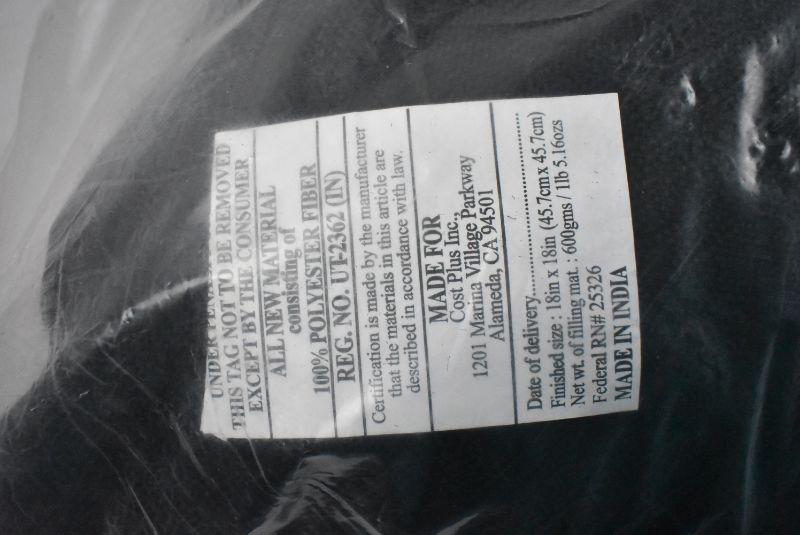 UNDER PEN
THIS TAG NOT TO BE REMOVED
EXCEPT BY THE CONSUMER
ALL NEW MATERIAL
consisting of
100% POLYESTER FIBER
REG. NO. UT-2362 (IN)
Certification is made by the manufacturer
that the materials in this article are
described in accordance with law.
MADE FOR
Cost Plus Inc.,
1201 Marina Village Parkway
Alameda, CA 94501
Date of delivery................................
Finished size : 18in x 18in (45.7cm x 45.7cm)
Net wt. of filling mat. : 600gms / 1lb 5.16ozs
Federal RN# 25326
MADE IN INDIA